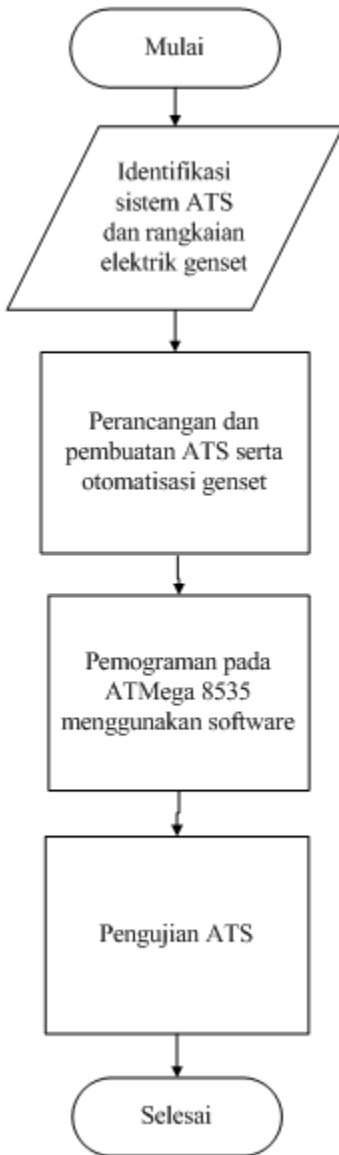 Mulai
Identifikasi
sistem ATS
dan rangkaian
elektrik genset
Perancangan dan
pembuatan ATS serta
otomatisasi genset
Pemograman pada
ATMega 8535
menggunakan software
Pengujian ATS
Selesai